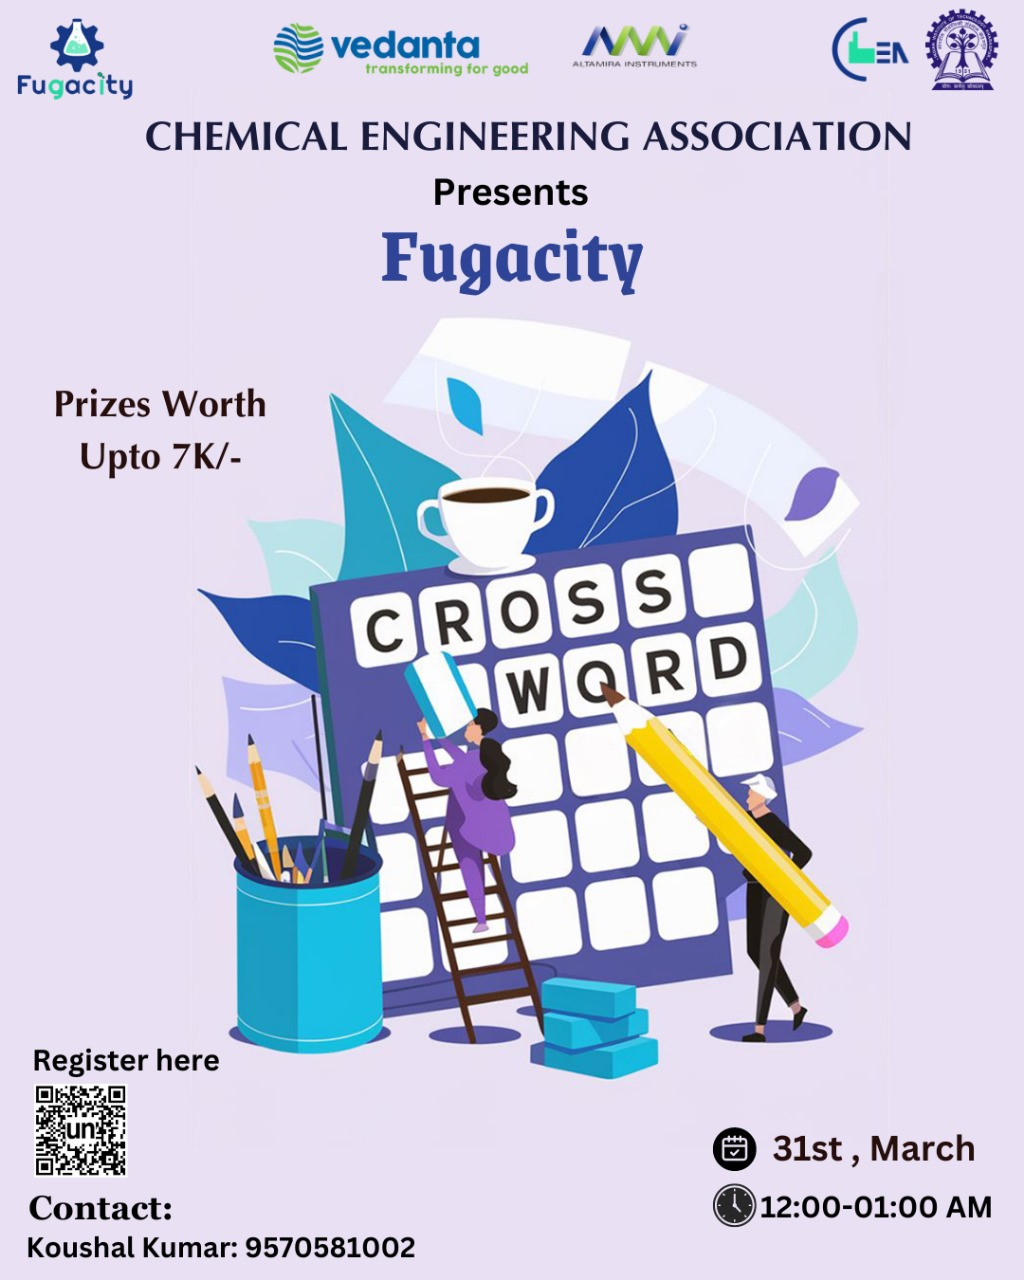 Fugacity
vedanta
transforming for good
ALTAMIRA INSTRUMENTS
CHEMICAL ENGINEERING ASSOCIATION
Presents
Fugacity
Prizes Worth
Upto 7K/-
CROSS
WORD
Register here
un
Contact:
Koushal Kumar: 9570581002
31st , March
12:00-01:00 AM